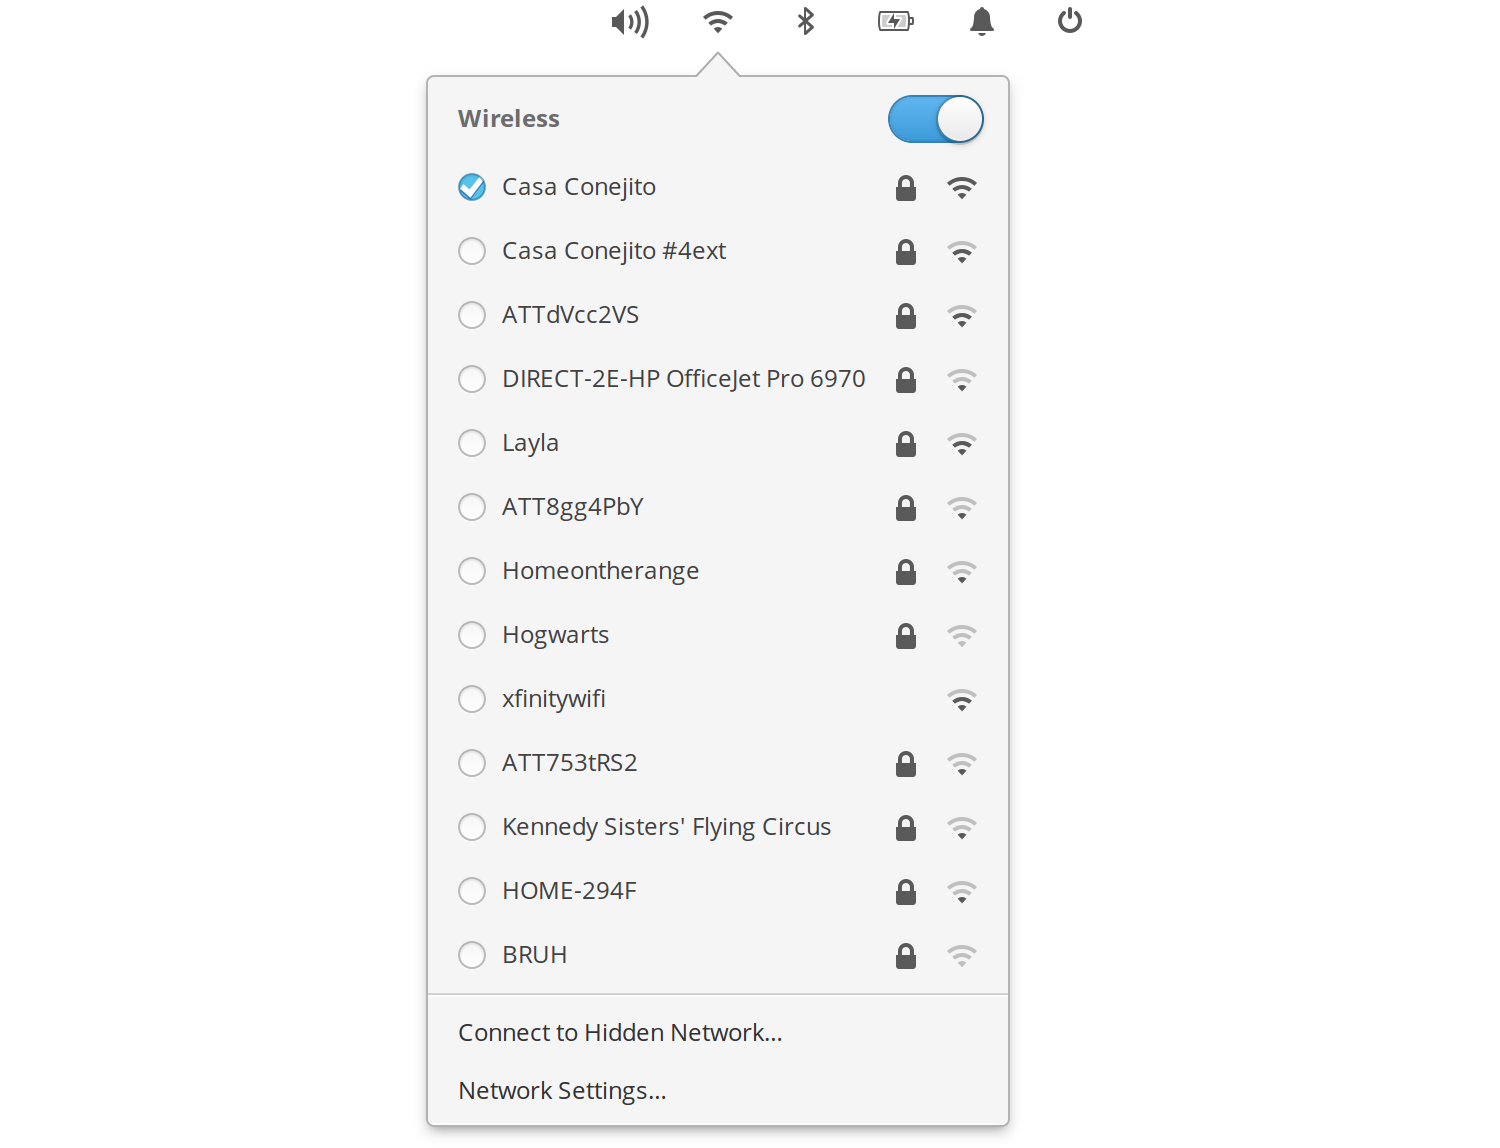 Wireless
Casa Conejito
Casa Conejito #4ext
ATTdVcc2VS
DIRECT-2E-HP OfficeJet Pro 6970
Layla
ATT8gg4PbY
Homeontherange
Hogwarts
xfinitywifi
ATT753tRS2
Kennedy Sisters' Flying Circus
HOME-294F
BRUH
Connect to Hidden Network…
Network Settings…